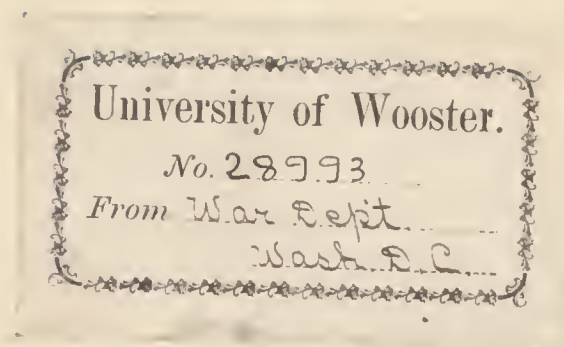 University of Wooster.
No. 28993
From War Dept.
Wash. D.C.